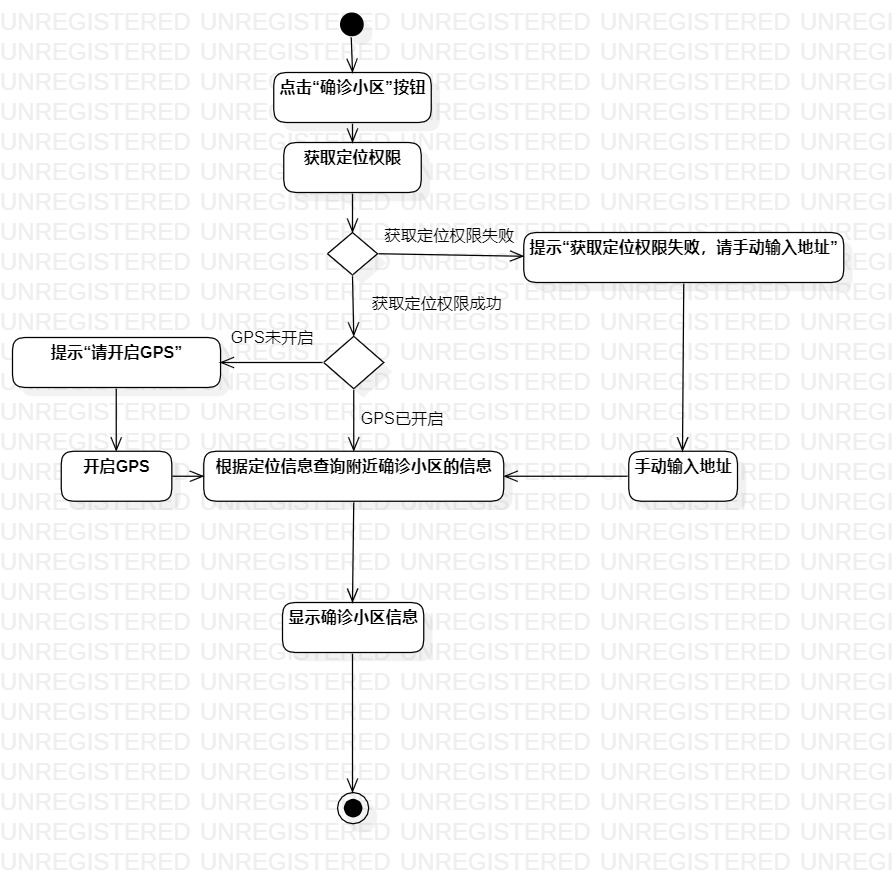 点击“确诊小区”按钮
获取定位权限
获取定位权限失败
提示“获取定位权限失败，请手动输入地址”
获取定位权限成功
GPS未开启
提示“请开启GPS”
GPS已开启
开启GPS
根据定位信息查询附近确诊小区的信息
手动输入地址
显示确诊小区信息
UNREGISTERED UNREGISTERED UNREGISTERED UNREGISTERED UNREGI